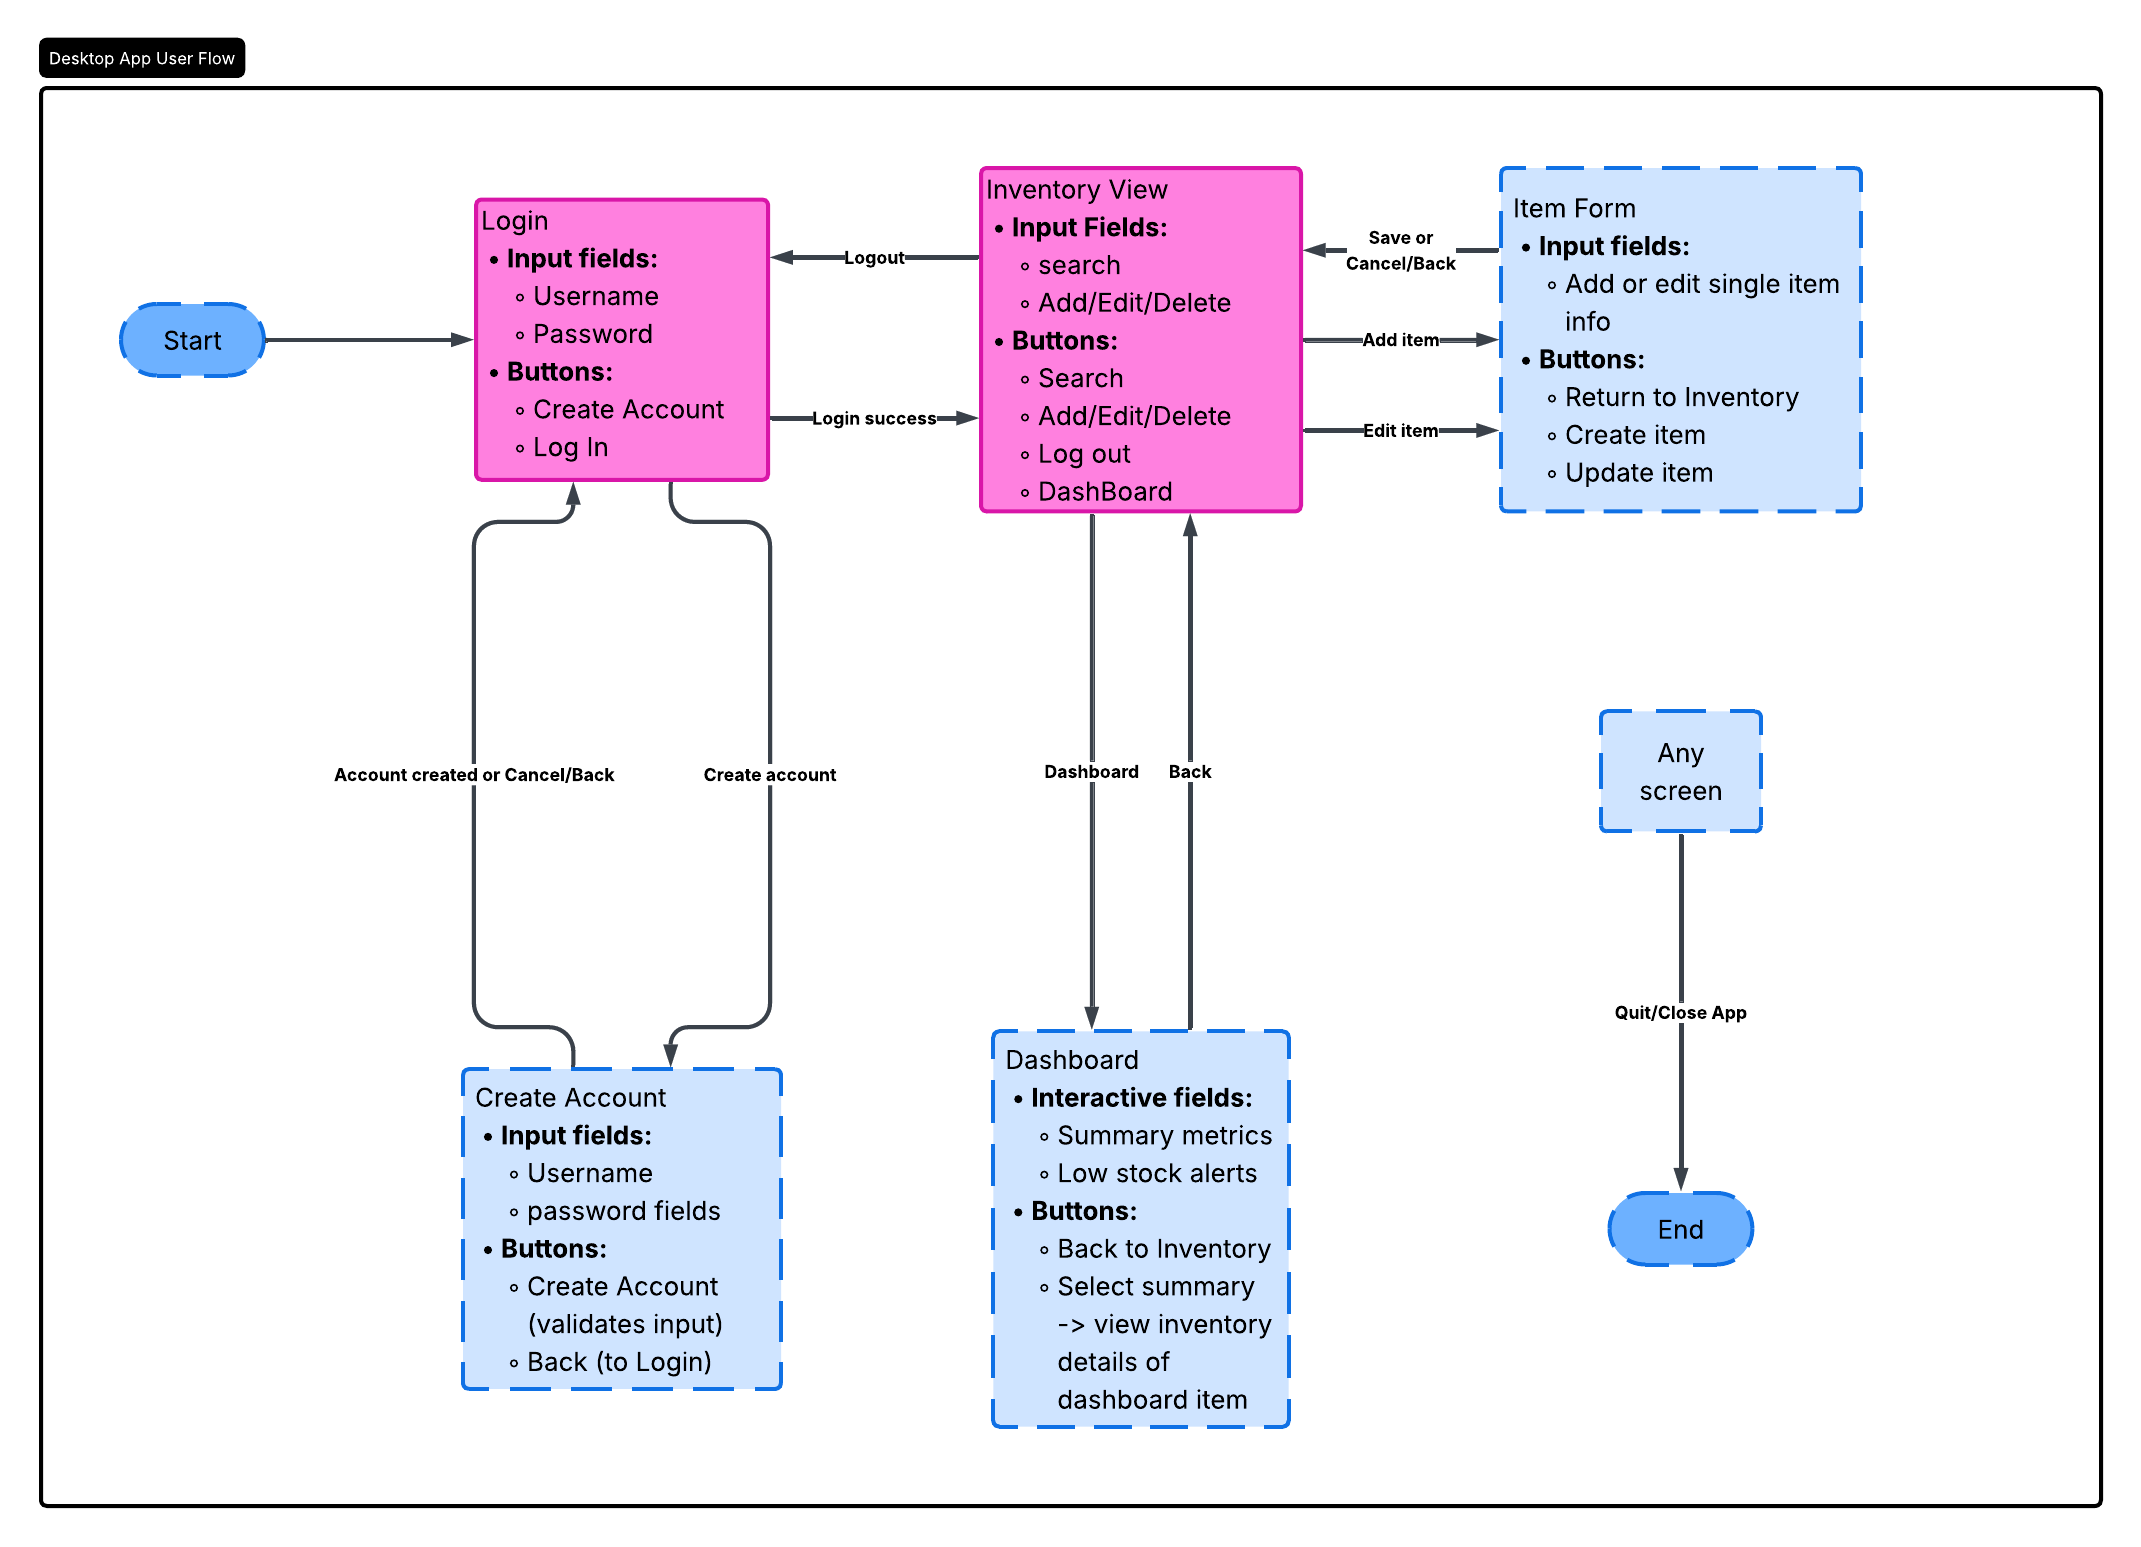 Desktop App User Flow
Start
Login
• Input fields:
◦ Username
◦ Password
• Buttons:
◦ Create Account
◦ Log In
Logout
Login success
Inventory View
• Input Fields:
◦ search
◦ Add/Edit/Delete
• Buttons:
◦ Search
◦ Add/Edit/Delete
◦ Log out
◦ DashBoard
Save or
Cancel/Back
Add item
Edit item
Item Form
• Input fields:
◦ Add or edit single item
info
• Buttons:
◦ Return to Inventory
◦ Create item
◦ Update item
Account created or Cancel/Back
Create account
Dashboard
Back
Any
screen
Quit/Close App
End
Create Account
• Input fields:
◦ Username
◦ password fields
• Buttons:
◦ Create Account
(validates input)
◦ Back (to Login)
Dashboard
• Interactive fields:
◦ Summary metrics
◦ Low stock alerts
• Buttons:
◦ Back to Inventory
◦ Select summary
-> view inventory
details of
dashboard item